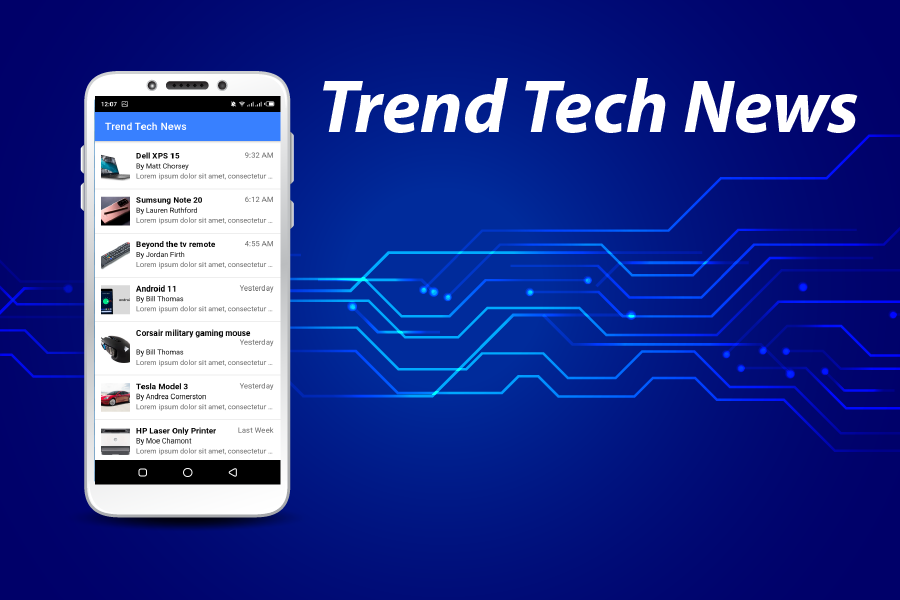 Trend Tech News
12:07
Trend Tech News
Dell XPS 15 9:32 AM
By Matt Chorsey
Lorem ipsum dolor sit amet, consectetur ...
Sumsung Note 20 6:12 AM
By Lauren Ruthford
Lorem ipsum dolor sit amet, consectetur ...
Beyond the tv remote 4:55 AM
By Jordan Firth
Lorem ipsum dolor sit amet, consectetur ...
Android 11 Yesterday
By Bill Thomas
Lorem ipsum dolor sit amet, consectetur ...
Corsair military gaming mouse
Yesterday
By Bill Thomas
Lorem ipsum dolor sit amet, consectetur ...
Tesla Model 3 Yesterday
By Andrea Cornerston
Lorem ipsum dolor sit amet, consectetur ...
HP Laser Only Printer Last Week
By Moe Chamont
Lorem ipsum dolor sit amet, consectetur ...